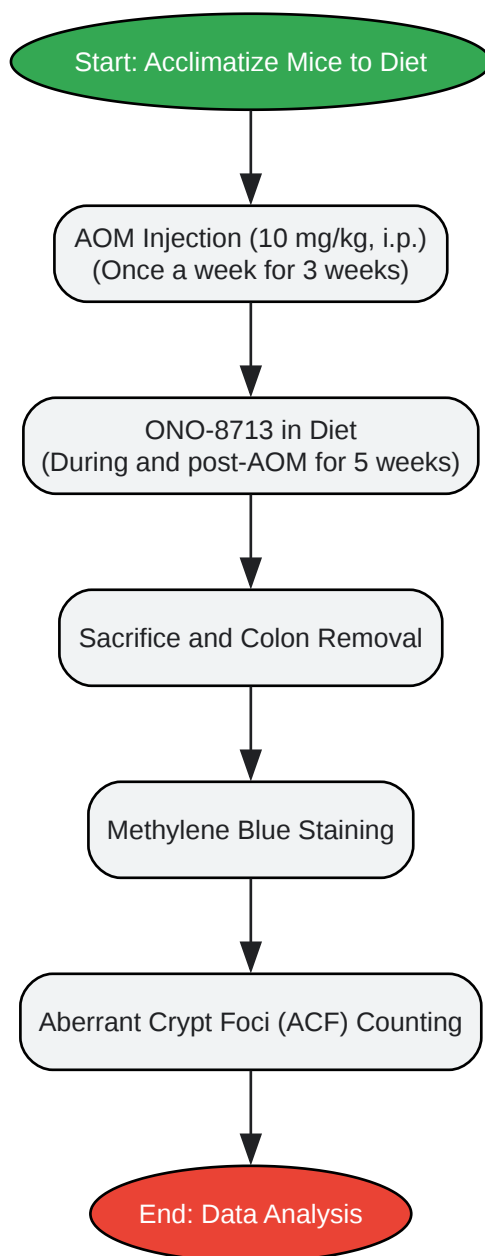 Start: Acclimatize Mice to Diet
AOM Injection (10 mg/kg, i.p.)
(Once a week for 3 weeks)
ONO-8713 in Diet
(During and post-AOM for 5 weeks)
Sacrifice and Colon Removal
Methylene Blue Staining
Aberrant Crypt Foci (ACF) Counting
End: Data Analysis